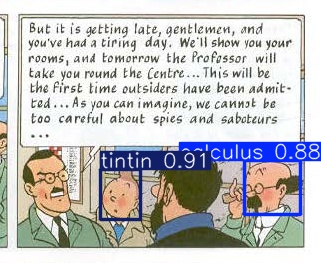 But it is getting late, gentlemen, and
you've had a tiring day. We'll show you your
rooms, and tomorrow the Professor will
take you round the Centre... This will be
the first time outsiders have been admit-
ted... As you can imagine, we cannot be
too careful about spies and saboteurs
...
tintin 0.91
calculus 0.88